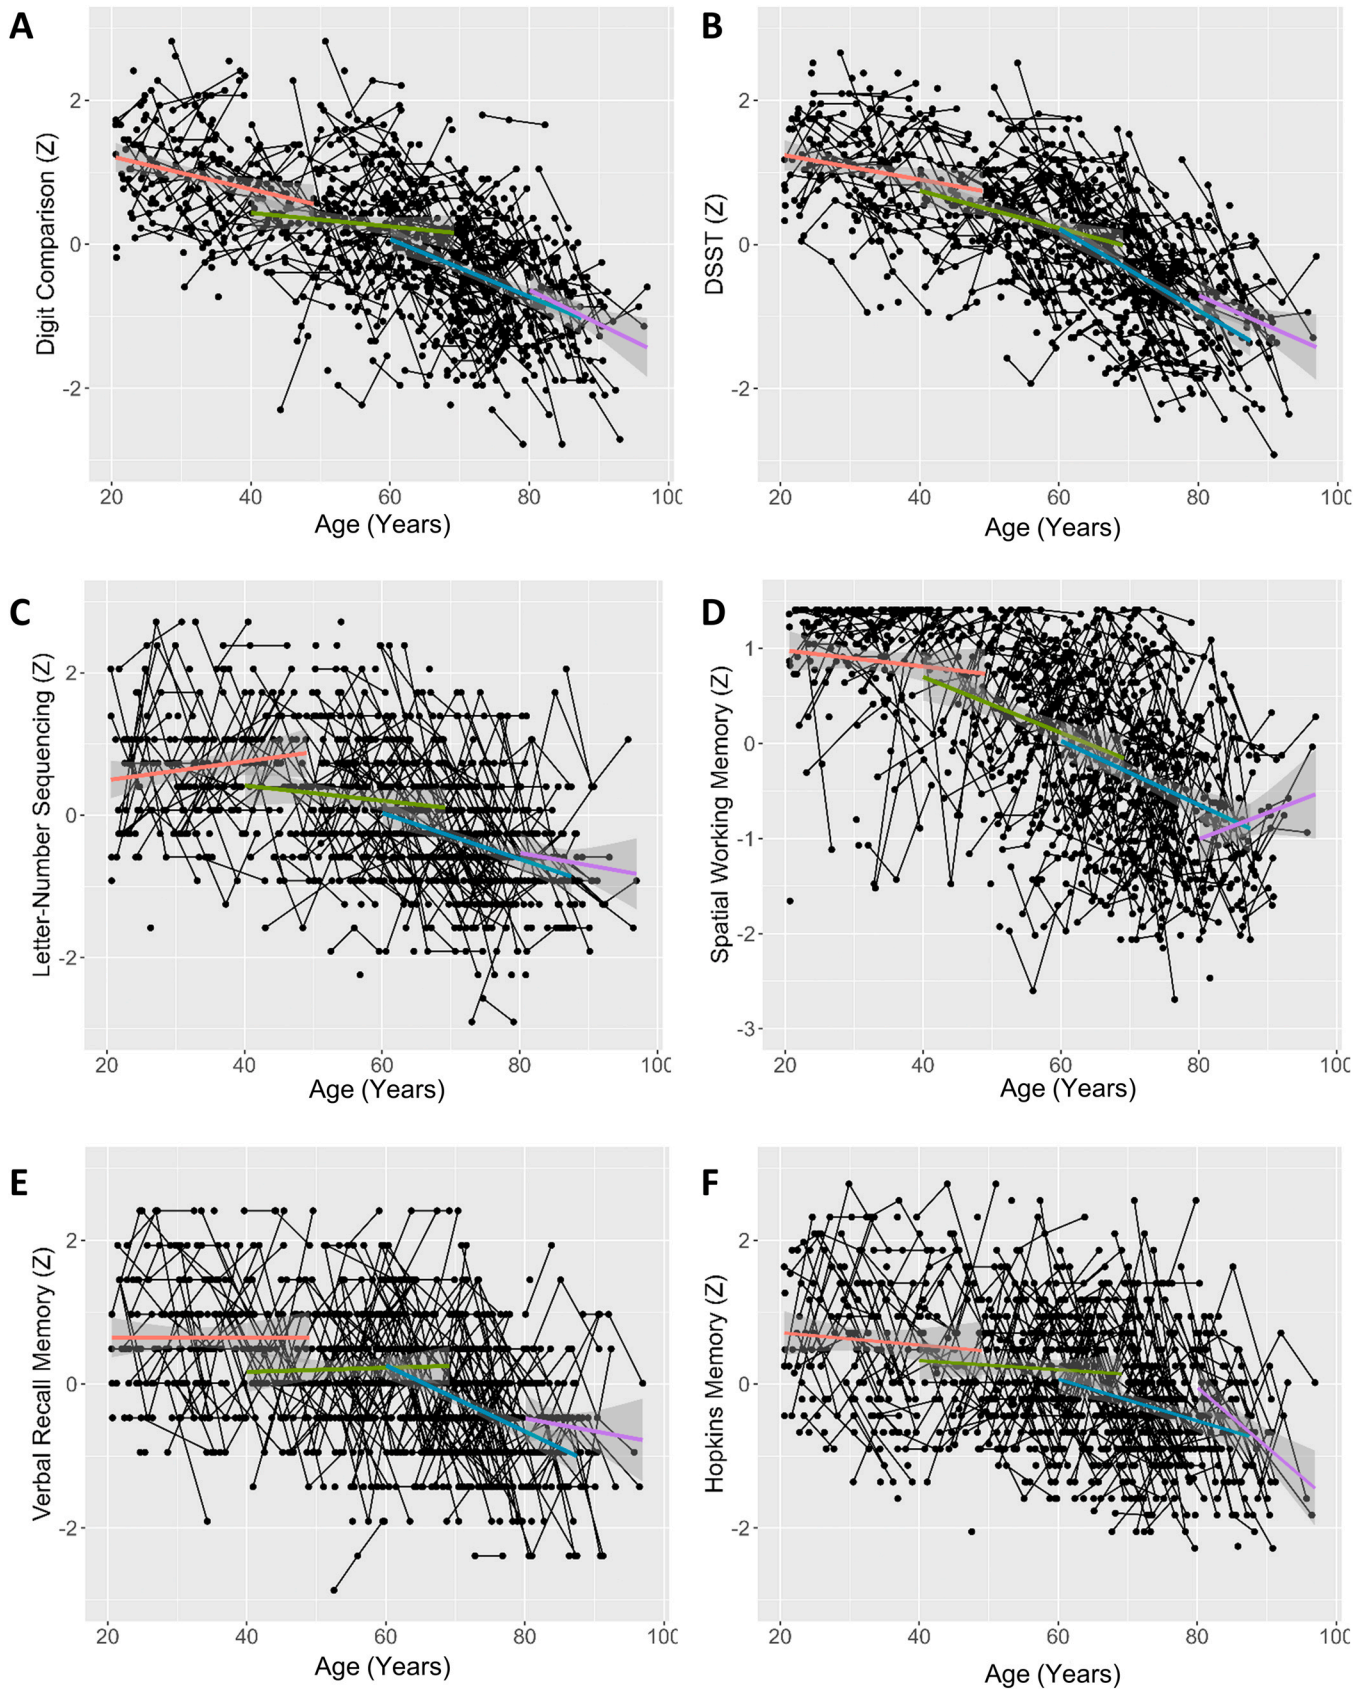 A
B
Digit Comparison (Z)
2
0
-2
20 40 60 80 100
Age (Years)
DSST (Z)
2
0
-2
20 40 60 80 100
Age (Years)
C
D
Letter-Number Sequencing (Z)
2
0
-2
20 40 60 80 100
Age (Years)
Spatial Working Memory (Z)
1
0
-1
-2
-3
20 40 60 80 100
Age (Years)
E
F
Verbal Recall Memory (Z)
2
0
-2
20 40 60 80 100
Age (Years)
Hopkins Memory (Z)
2
0
-2
20 40 60 80 100
Age (Years)